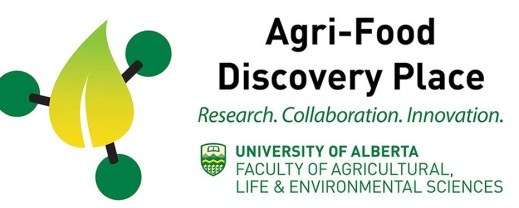 Agri-Food
Discovery Place
Research. Collaboration. Innovation.
UNIVERSITY OF ALBERTA
FACULTY OF AGRICULTURAL,
LIFE & ENVIRONMENTAL SCIENCES